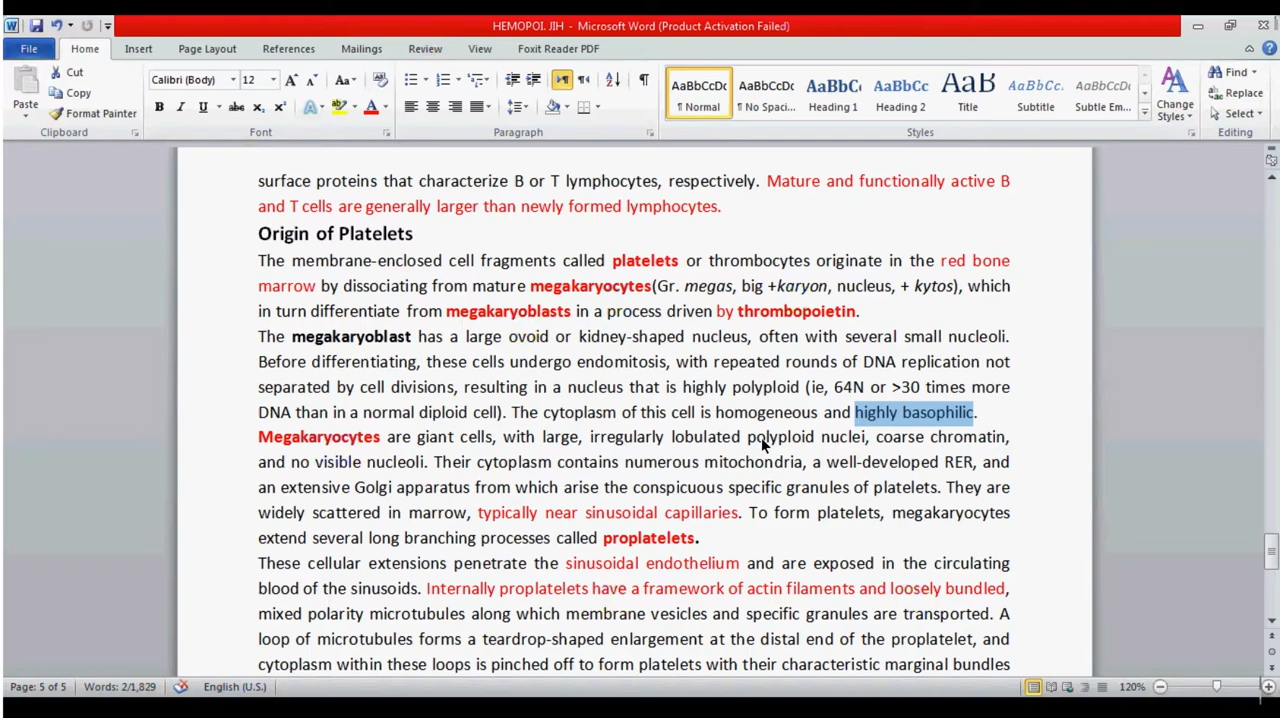 HEMOPOI. JIH - Microsoft Word (Product Activation Failed)
File Home Insert Page Layout References Mailings Review View Foxit Reader PDF
Paste
Cut
Copy
Format Painter
Calibri (Body) 12
AaBbCcDc AaBbCcDc AaBbC AaBbCc AaB AaBbCc. AaBbCcDc
¶ Normal ¶ No Spaci... Heading 1 Heading 2 Title Subtitle Subtle Em...
Change Styles
Find
Replace
Select
Clipboard Font Paragraph Styles Editing
surface proteins that characterize B or T lymphocytes, respectively. Mature and functionally active B
and T cells are generally larger than newly formed lymphocytes.
Origin of Platelets
The membrane-enclosed cell fragments called platelets or thrombocytes originate in the red bone
marrow by dissociating from mature megakaryocytes(Gr. megas, big +karyon, nucleus, + kytos), which
in turn differentiate from megakaryoblasts in a process driven by thrombopoietin.
The megakaryoblast has a large ovoid or kidney-shaped nucleus, often with several small nucleoli.
Before differentiating, these cells undergo endomitosis, with repeated rounds of DNA replication not
separated by cell divisions, resulting in a nucleus that is highly polyploid (ie, 64N or >30 times more
DNA than in a normal diploid cell). The cytoplasm of this cell is homogeneous and highly basophilic.
Megakaryocytes are giant cells, with large, irregularly lobulated polyploid nuclei, coarse chromatin,
and no visible nucleoli. Their cytoplasm contains numerous mitochondria, a well-developed RER, and
an extensive Golgi apparatus from which arise the conspicuous specific granules of platelets. They are
widely scattered in marrow, typically near sinusoidal capillaries. To form platelets, megakaryocytes
extend several long branching processes called proplatelets.
These cellular extensions penetrate the sinusoidal endothelium and are exposed in the circulating
blood of the sinusoids. Internally proplatelets have a framework of actin filaments and loosely bundled,
mixed polarity microtubules along which membrane vesicles and specific granules are transported. A
loop of microtubules forms a teardrop-shaped enlargement at the distal end of the proplatelet, and
cytoplasm within these loops is pinched off to form platelets with their characteristic marginal bundles
Page: 5 of 5 Words: 2/1,829 English (U.S.) 120%